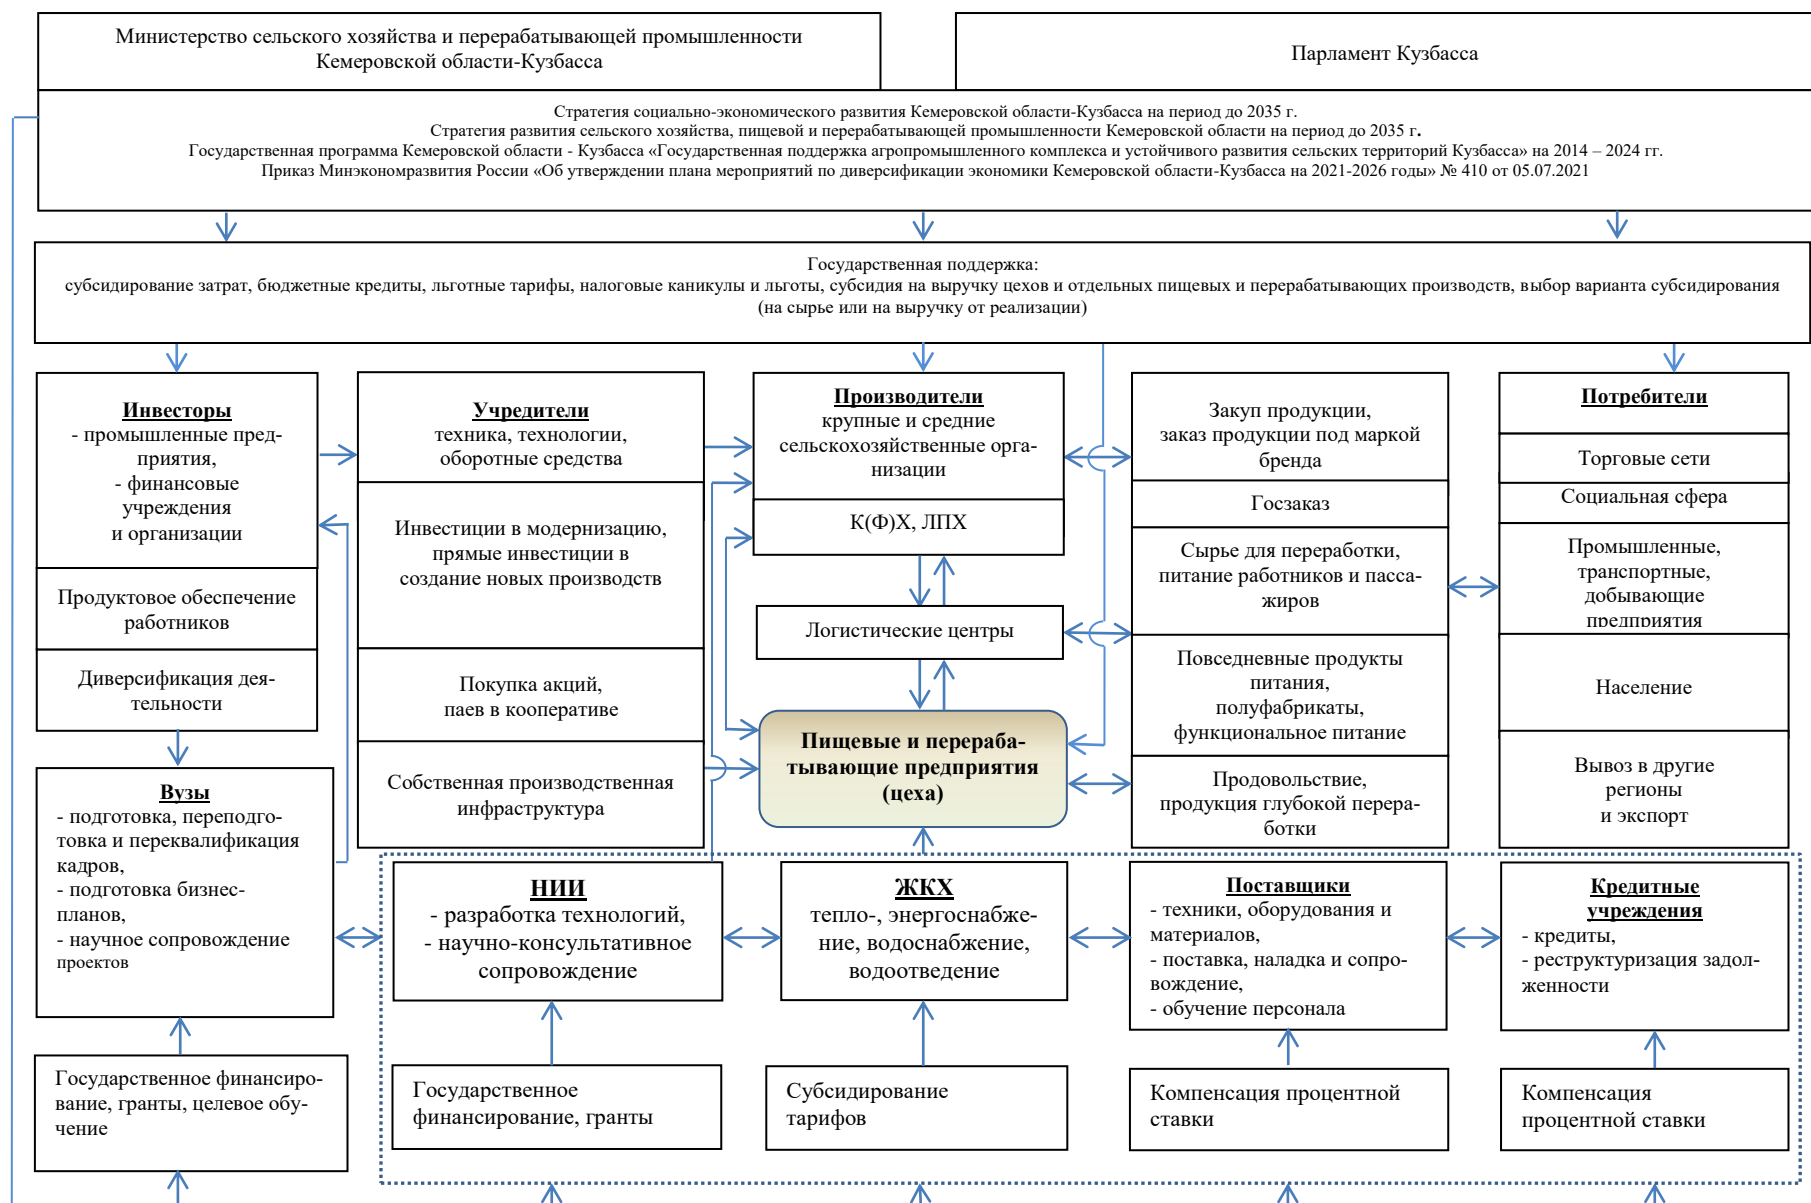 Министерство сельского хозяйства и перерабатывающей промышленности
Кемеровской области-Кузбасса
Парламент Кузбасса
Стратегия социально-экономического развития Кемеровской области-Кузбасса на период до 2035 г.
Стратегия развития сельского хозяйства, пищевой и перерабатывающей промышленности Кемеровской области на период до 2035 г.
Государственная программа Кемеровской области - Кузбасса «Государственная поддержка агропромышленного комплекса и устойчивого развития сельских территорий Кузбасса» на 2014 – 2024 гг.
Приказ Минэкономразвития России «Об утверждении плана мероприятий по диверсификации экономики Кемеровской области-Кузбасса на 2021-2026 годы» № 410 от 05.07.2021
Государственная поддержка:
субсидирование затрат, бюджетные кредиты, льготные тарифы, налоговые каникулы и льготы, субсидия на выручку цехов и отдельных пищевых и перерабатывающих производств, выбор варианта субсидирования
(на сырье или на выручку от реализации)
Инвесторы
- промышленные пред-
приятия,
- финансовые
учреждения
и организации
Продуктовое обеспечение
работников
Диверсификация дея-
тельности
Учредители
техника, технологии,
оборотные средства
Инвестиции в модернизацию,
прямые инвестиции в
создание новых производств
Покупка акций,
паев в кооперативе
Собственная производственная
инфраструктура
Производители
крупные и средние
сельскохозяйственные орга-
низации
К(Ф)Х, ЛПХ
Логистические центры
Пищевые и перераба-
тывающие предприятия
(цеха)
Закуп продукции,
заказ продукции под маркой
бренда
Госзаказ
Сырье для переработки,
питание работников и пасса-
жиров
Повседневные продукты
питания,
полуфабрикаты,
функциональное питание
Продовольствие,
продукция глубокой перера-
ботки
Потребители
Торговые сети
Социальная сфера
Промышленные,
транспортные,
добывающие
предприятия
Население
Вывоз в другие
регионы
и экспорт
Вузы
- подготовка, переподго-
товка и переквалификация
кадров,
- подготовка бизнес-
планов,
- научное сопровождение
проектов
НИИ
- разработка технологий,
- научно-консультативное
сопровождение
ЖКХ
тепло-, энергоснабже-
ние, водоснабжение,
водоотведение
Поставщики
- техники, оборудования и
материалов,
- поставка, наладка и сопро-
вождение,
- обучение персонала
Кредитные
учреждения
- кредиты,
- реструктуризация задол-
женности
Государственное финансиро-
вание, гранты, целевое обу-
чение
Государственное
финансирование, гранты
Субсидирование
тарифов
Компенсация процентной
ставки
Компенсация
процентной ставки